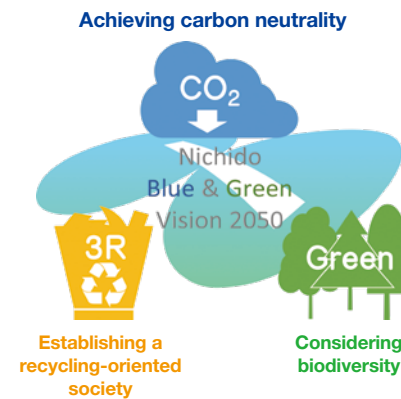 Achieving carbon neutrality
CO₂
Nichido
Blue & Green
Vision 2050
3R
Green
Establishing a
recycling-oriented
society
Considering
biodiversity